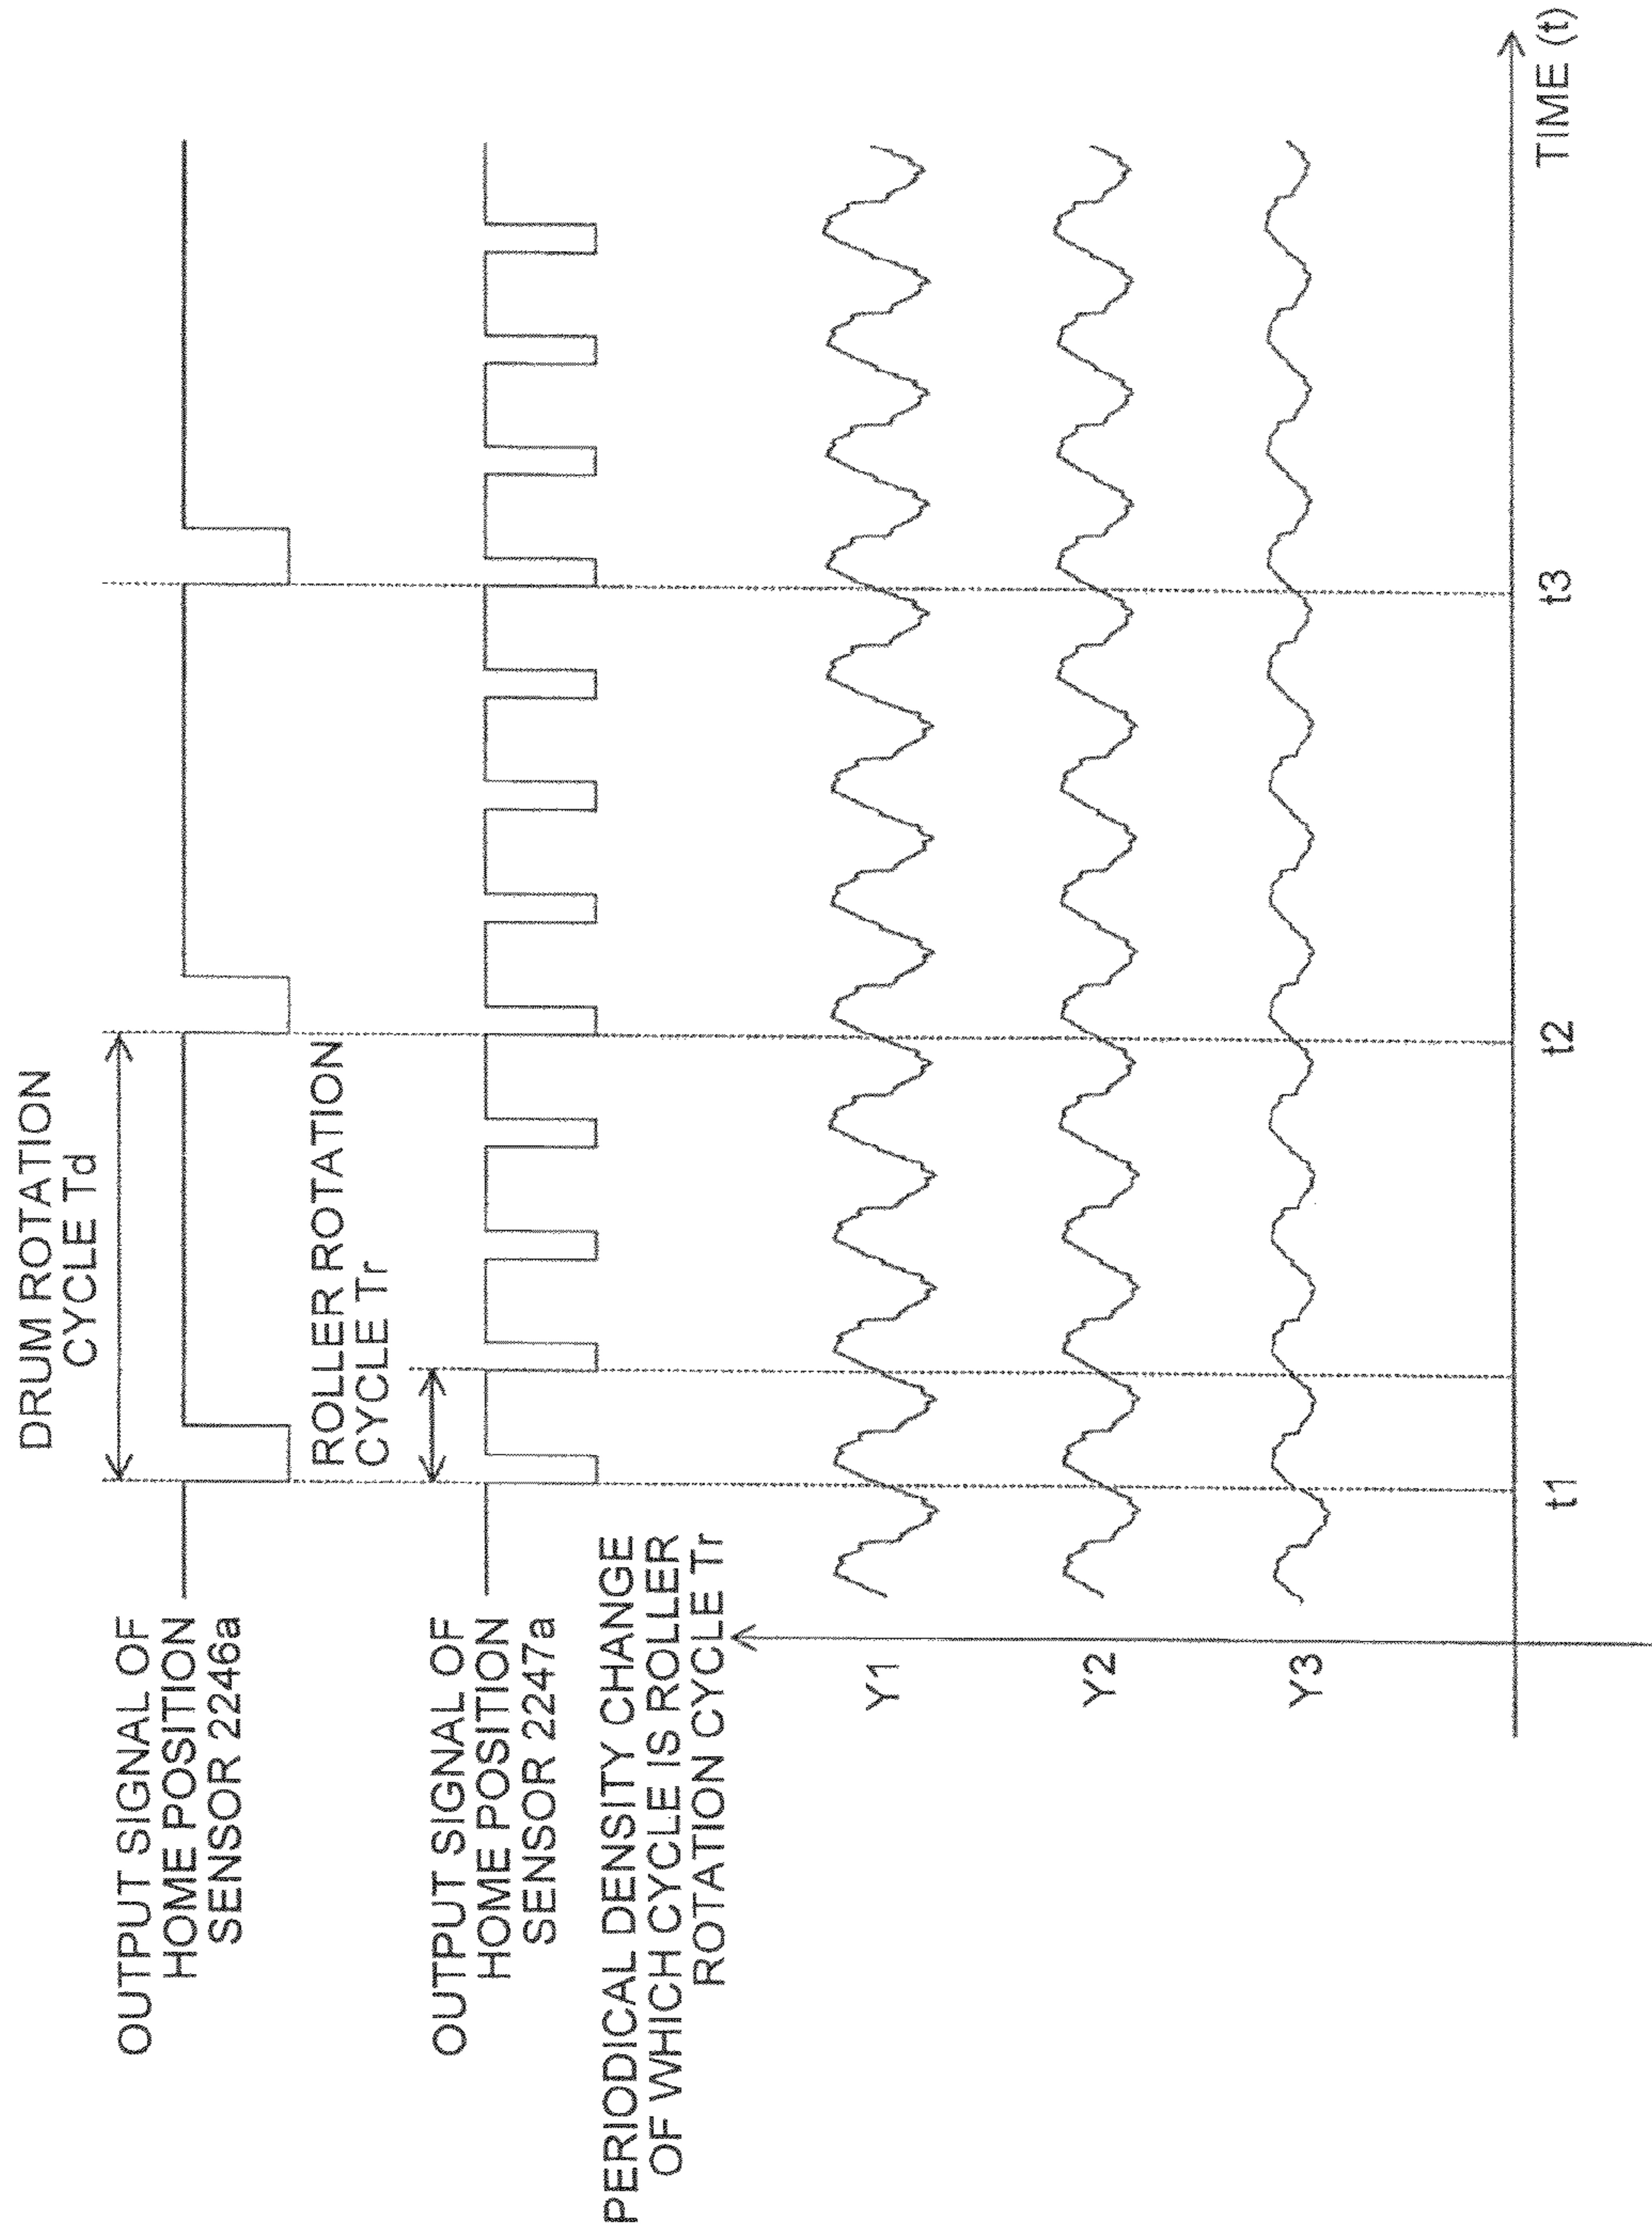 DRUM ROTATION
CYCLE Td
OUTPUT SIGNAL OF
HOME POSITION
SENSOR 2246a
ROLLER ROTATION
CYCLE Tr
OUTPUT SIGNAL OF
HOME POSITION
SENSOR 2247a
PERIODICAL DENSITY CHANGE
OF WHICH CYCLE IS ROLLER
ROTATION CYCLE Tr
Y1
Y2
Y3
t1
t2
t3
TIME (t)